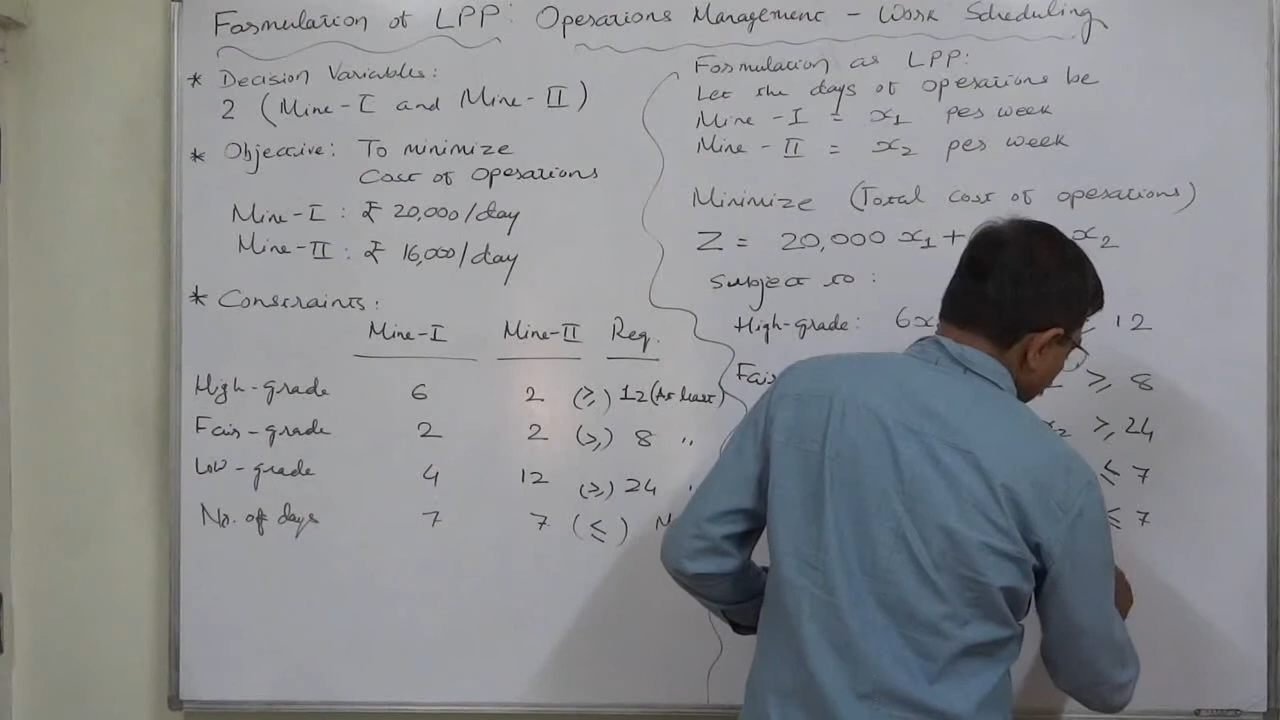 Formulation of LPP: Operations Management - Work Scheduling
* Decision Variables:
2 (Mine-I and Mine-II)
* Objective: To minimize
Cost of Operations
Mine-I : ₹ 20,000/day
Mine-II : ₹ 16,000/day
* Constraints:
Mine-I Mine-II Req.
High-grade 6 2 (≥) 12 (At least)
Fair-grade 2 2 (≥) 8 "
Low-grade 4 12 (≥) 24 "
No. of days 7 7 (≤)
Formulation as LPP:
Let the days of operations be
Mine-I = x₁ per week
Mine-II = x₂ per week
Minimize (Total cost of operations)
Z = 20,000 x₁ + x₂
Subject to :
High-grade: 6x 12
Fair ≥ 8
x₂ ≥ 24
≤ 7
≤ 7